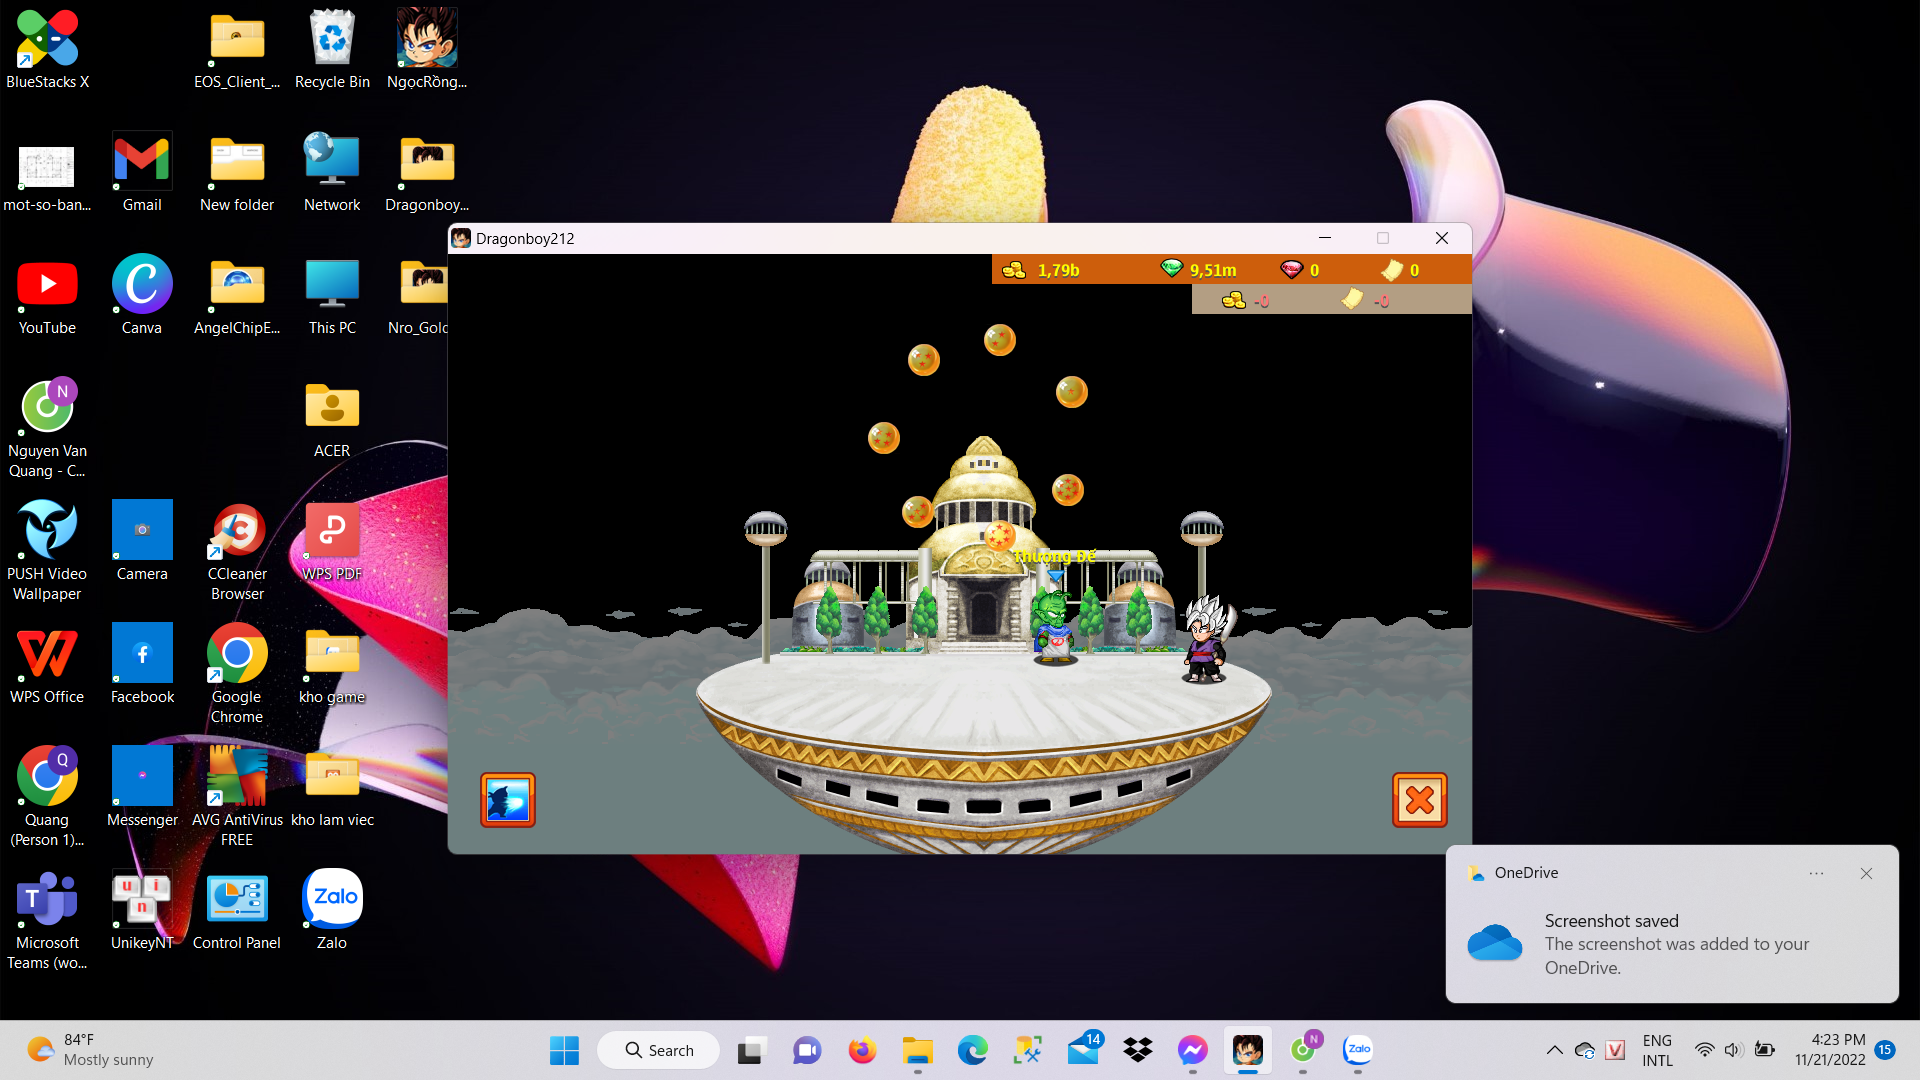 BlueStacks X
EOS_Client_...
Recycle Bin
NgọcRồng...
mot-so-ban...
Gmail
New folder
Network
Dragonboy...
YouTube
Canva
AngelChipE...
This PC
Nro_Gold
Nguyen Van
Quang - C...
ACER
PUSH Video
Wallpaper
Camera
CCleaner
Browser
WPS PDF
WPS Office
Facebook
Google
Chrome
kho game
Quang
(Person 1)...
Messenger
AVG AntiVirus
FREE
kho lam viec
Microsoft
Teams (wo...
UnikeyNT
Control Panel
Zalo
Zalo
Dragonboy212
1,79b
9,51m
0
0
-0
-0
Thượng Đế
OneDrive
Screenshot saved
The screenshot was added to your
OneDrive.
84°F
Mostly sunny
Search
14
N
Zalo
ENG
INTL
4:23 PM
11/21/2022
15